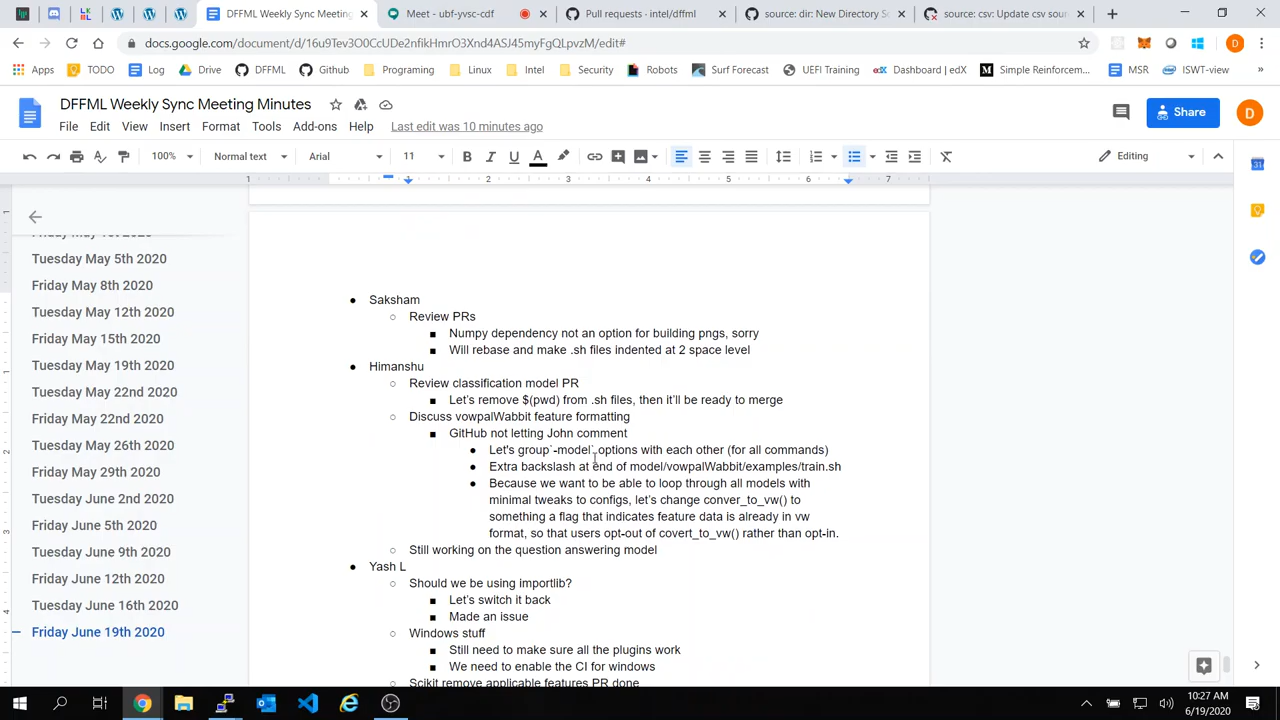 DFFML Weekly Sync Meeting
Meet - ubf-yvsc-cdf
Pull requests · intel/dffml
source: dir: New Directory So
source: csv: Update csv sourc
docs.google.com/document/d/16u9Tev3O0CcUDe2nfikHmrO3Xnd4ASJ45myFgQLpvzM/edit#
Apps TODO Log Drive DFFML Github Programming Linux Intel Security Robots Surf Forecast UEFI Training Dashboard | edX Simple Reinforcem... MSR ISWT-view
DFFML Weekly Sync Meeting Minutes
File Edit View Insert Format Tools Add-ons Help Last edit was 10 minutes ago
Share
D
100% Normal text Arial 11 Editing
1 1 2 3 4 5 6 7
Friday May 1st 2020
Tuesday May 5th 2020
Friday May 8th 2020
Tuesday May 12th 2020
Friday May 15th 2020
Tuesday May 19th 2020
Friday May 22nd 2020
Friday May 22nd 2020
Tuesday May 26th 2020
Friday May 29th 2020
Tuesday June 2nd 2020
Friday June 5th 2020
Tuesday June 9th 2020
Friday June 12th 2020
Tuesday June 16th 2020
Friday June 19th 2020
● Saksham
○ Review PRs
■ Numpy dependency not an option for building pngs, sorry
■ Will rebase and make .sh files indented at 2 space level
● Himanshu
○ Review classification model PR
■ Let's remove $(pwd) from .sh files, then it'll be ready to merge
○ Discuss vowpalWabbit feature formatting
■ GitHub not letting John comment
● Let's group`-model` options with each other (for all commands)
● Extra backslash at end of model/vowpalWabbit/examples/train.sh
● Because we want to be able to loop through all models with
minimal tweaks to configs, let's change conver_to_vw() to
something a flag that indicates feature data is already in vw
format, so that users opt-out of covert_to_vw() rather than opt-in.
○ Still working on the question answering model
● Yash L
○ Should we be using importlib?
■ Let's switch it back
■ Made an issue
○ Windows stuff
■ Still need to make sure all the plugins work
■ We need to enable the CI for windows
○ Scikit remove applicable features PR done
10:27 AM
6/19/2020